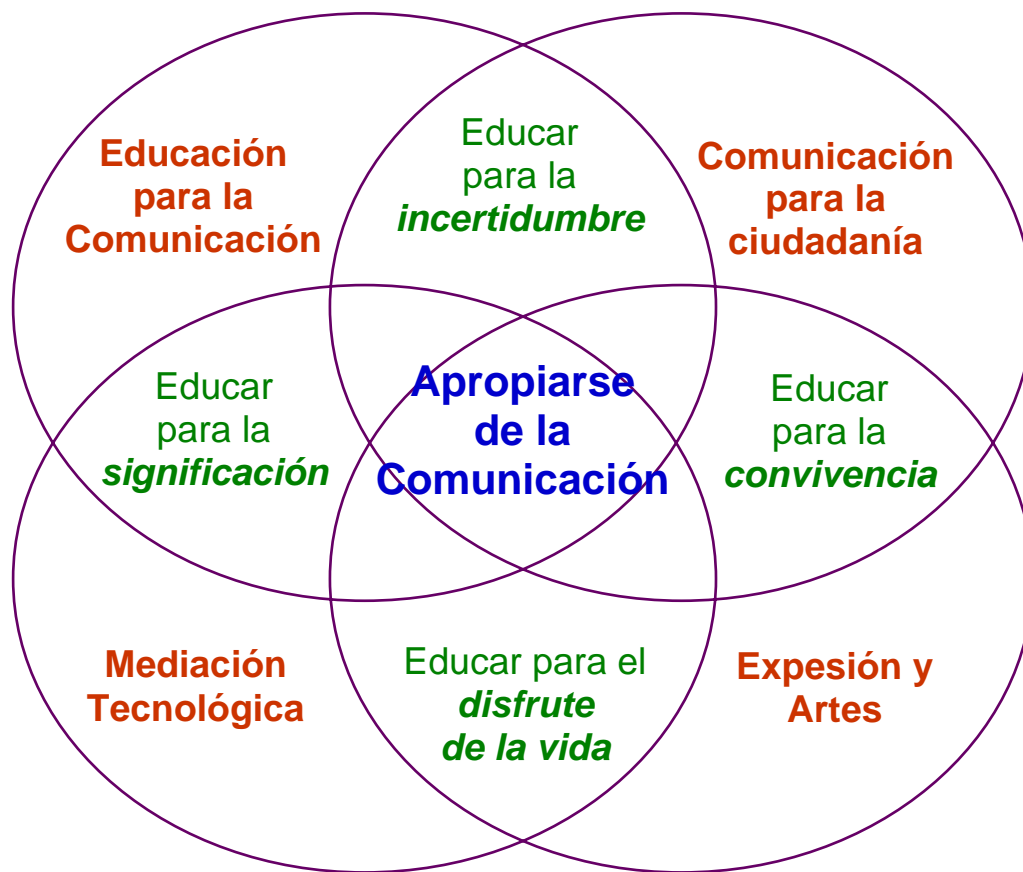 Educación
para la
Comunicación
Educar
para la
incertidumbre
Comunicación
para la
ciudadanía
Educar
para la
significación
Apropiarse
de la
Comunicación
Educar
para la
convivencia
Mediación
Tecnológica
Educar para el
disfrute
de la vida
Expesión y
Artes